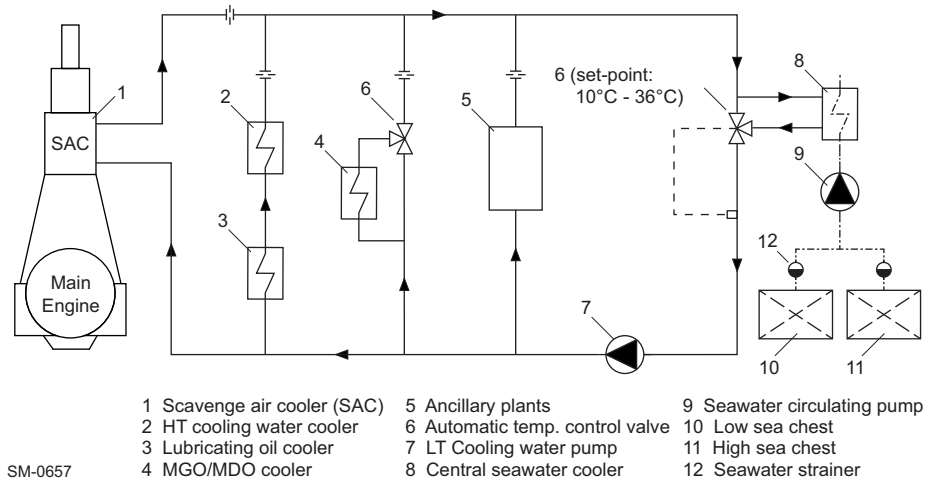 1
SAC
Main
Engine
2
3
4
6
5
6 (set-point:
10°C - 36°C)
8
9
12
7
10
11
1 Scavenge air cooler (SAC)
2 HT cooling water cooler
3 Lubricating oil cooler
4 MGO/MDO cooler
5 Ancillary plants
6 Automatic temp. control valve
7 LT Cooling water pump
8 Central seawater cooler
9 Seawater circulating pump
10 Low sea chest
11 High sea chest
12 Seawater strainer
SM-0657